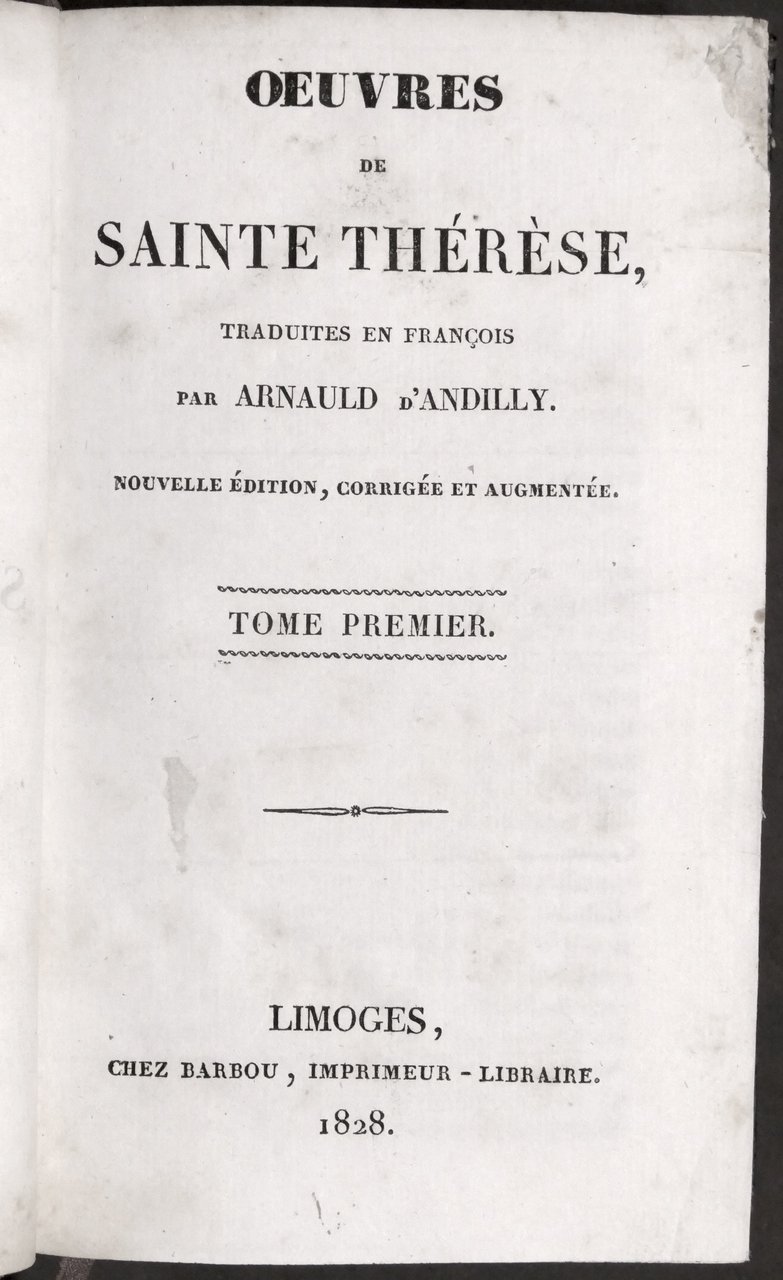 OEUVRES
DE
SAINTE THÉRÈSE,
TRADUITES EN FRANÇOIS
PAR ARNAULD D'ANDILLY.
NOUVELLE ÉDITION, CORRIGÉE ET AUGMENTÉE.
TOME PREMIER.
LIMOGES,
CHEZ BARBOU, IMPRIMEUR-LIBRAIRE.
1828.